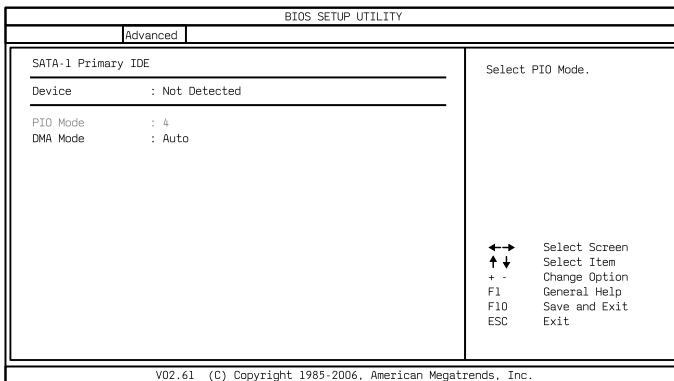 BIOS SETUP UTILITY
Advanced
SATA-1 Primary IDE
Device : Not Detected
PIO Mode : 4
DMA Mode : Auto
Select PIO Mode.
←→ Select Screen
↑↓ Select Item
+ - Change Option
F1 General Help
F10 Save and Exit
ESC Exit
V02.61 (C) Copyright 1985-2006, American Megatrends, Inc.